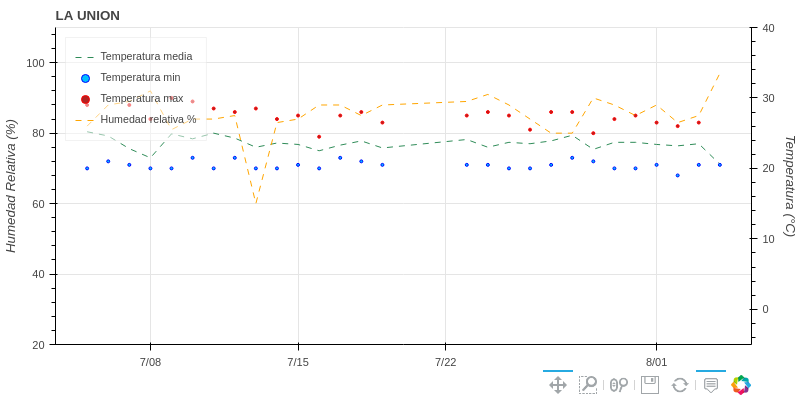 LA UNION
Temperatura media
Temperatura min
Temperatura max
Humedad relativa %
Humedad Relativa (%)
100
80
60
40
20
Temperatura (°C)
40
30
20
10
0
7/08
7/15
7/22
8/01